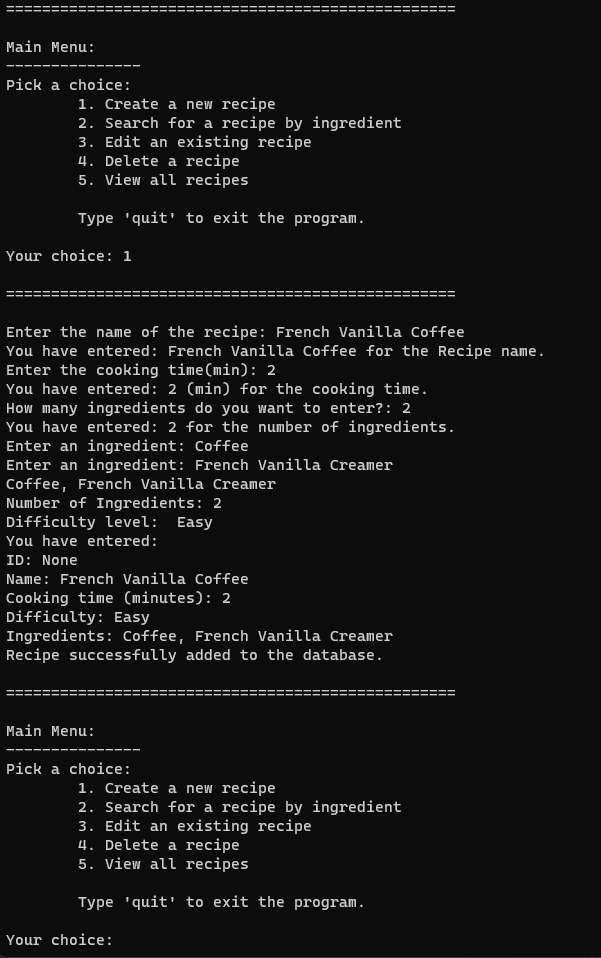 ==================================================
Main Menu:
---------------
Pick a choice:
        1. Create a new recipe
        2. Search for a recipe by ingredient
        3. Edit an existing recipe
        4. Delete a recipe
        5. View all recipes
        Type 'quit' to exit the program.
Your choice: 1
==================================================
Enter the name of the recipe: French Vanilla Coffee
You have entered: French Vanilla Coffee for the Recipe name.
Enter the cooking time(min): 2
You have entered: 2 (min) for the cooking time.
How many ingredients do you want to enter?: 2
You have entered: 2 for the number of ingredients.
Enter an ingredient: Coffee
Enter an ingredient: French Vanilla Creamer
Coffee, French Vanilla Creamer
Number of Ingredients: 2
Difficulty level:  Easy
You have entered:
ID: None
Name: French Vanilla Coffee
Cooking time (minutes): 2
Difficulty: Easy
Ingredients: Coffee, French Vanilla Creamer
Recipe successfully added to the database.
==================================================
Main Menu:
---------------
Pick a choice:
        1. Create a new recipe
        2. Search for a recipe by ingredient
        3. Edit an existing recipe
        4. Delete a recipe
        5. View all recipes
        Type 'quit' to exit the program.
Your choice: